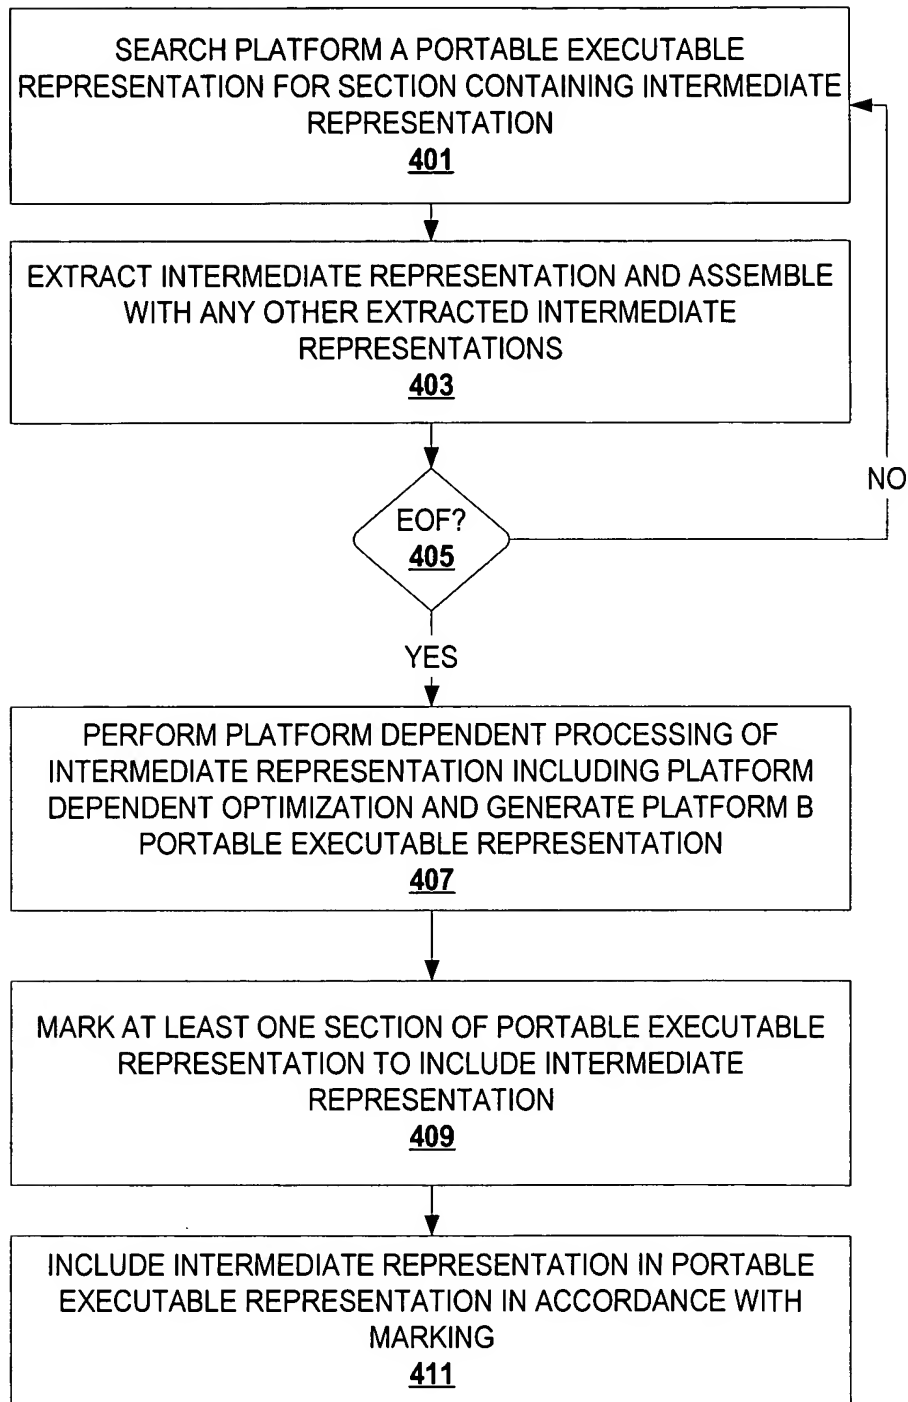 SEARCH PLATFORM A PORTABLE EXECUTABLE
REPRESENTATION FOR SECTION CONTAINING INTERMEDIATE
REPRESENTATION
401
EXTRACT INTERMEDIATE REPRESENTATION AND ASSEMBLE
WITH ANY OTHER EXTRACTED INTERMEDIATE
REPRESENTATIONS
403
NO
EOF?
405
YES
PERFORM PLATFORM DEPENDENT PROCESSING OF
INTERMEDIATE REPRESENTATION INCLUDING PLATFORM
DEPENDENT OPTIMIZATION AND GENERATE PLATFORM B
PORTABLE EXECUTABLE REPRESENTATION
407
MARK AT LEAST ONE SECTION OF PORTABLE EXECUTABLE
REPRESENTATION TO INCLUDE INTERMEDIATE
REPRESENTATION
409
INCLUDE INTERMEDIATE REPRESENTATION IN PORTABLE
EXECUTABLE REPRESENTATION IN ACCORDANCE WITH
MARKING
411